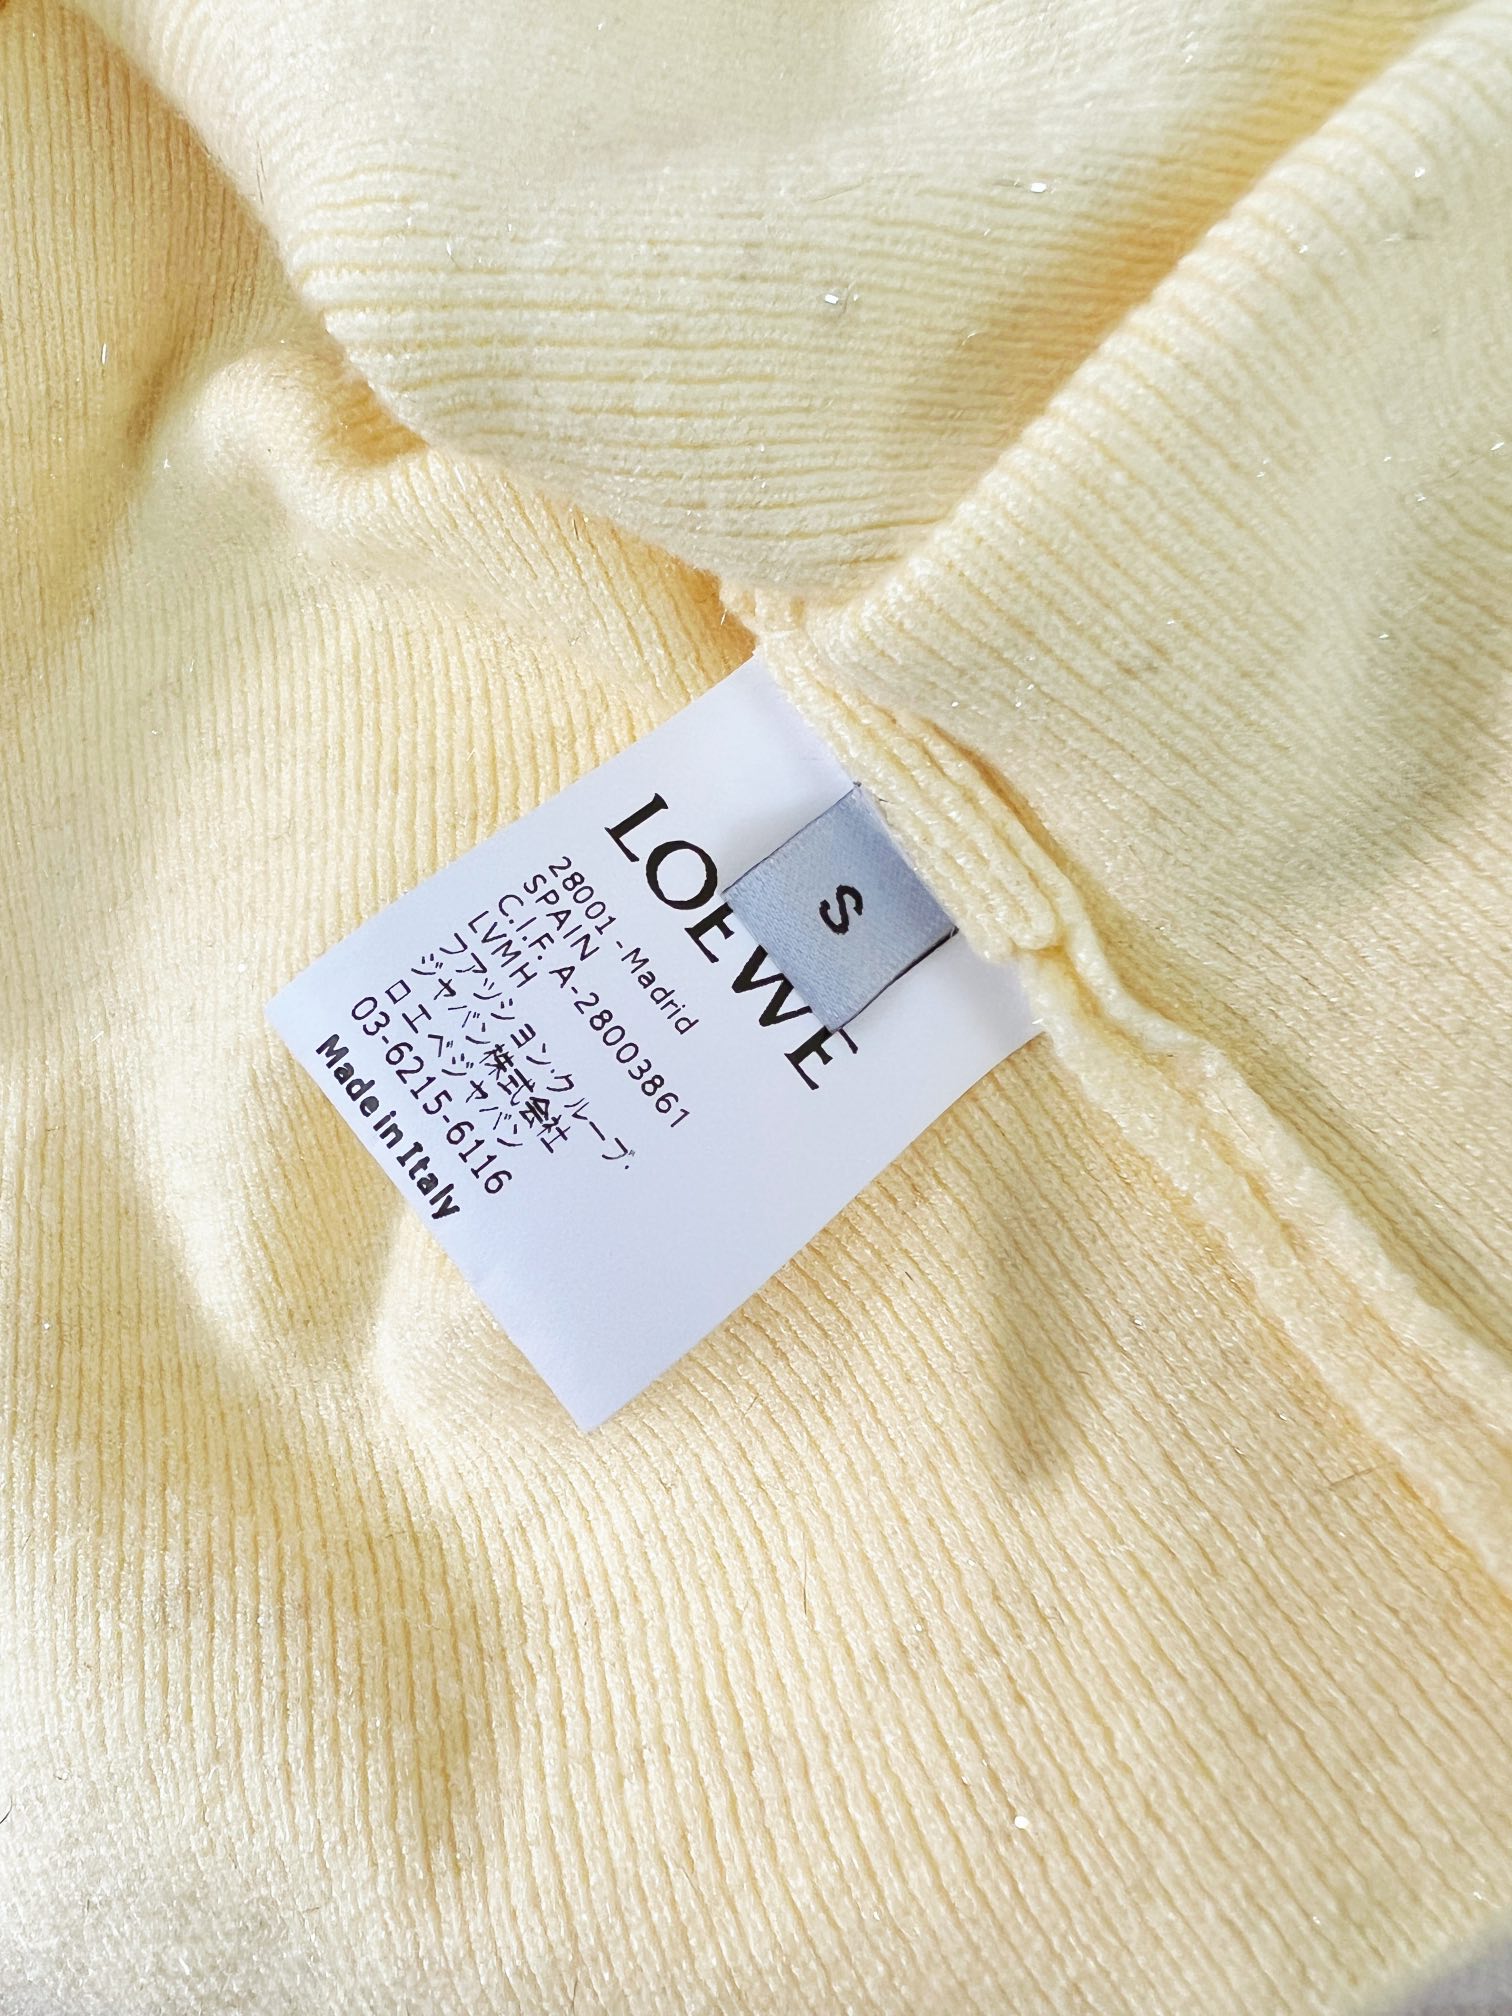 LOEWE
S
28001 -Madrid
SPAIN
C.I.F. A-28003861
LVMH
ファッション・グループ・
ジャパン株式会社
ロエベジャパン
03-6215-6116
Made in Italy